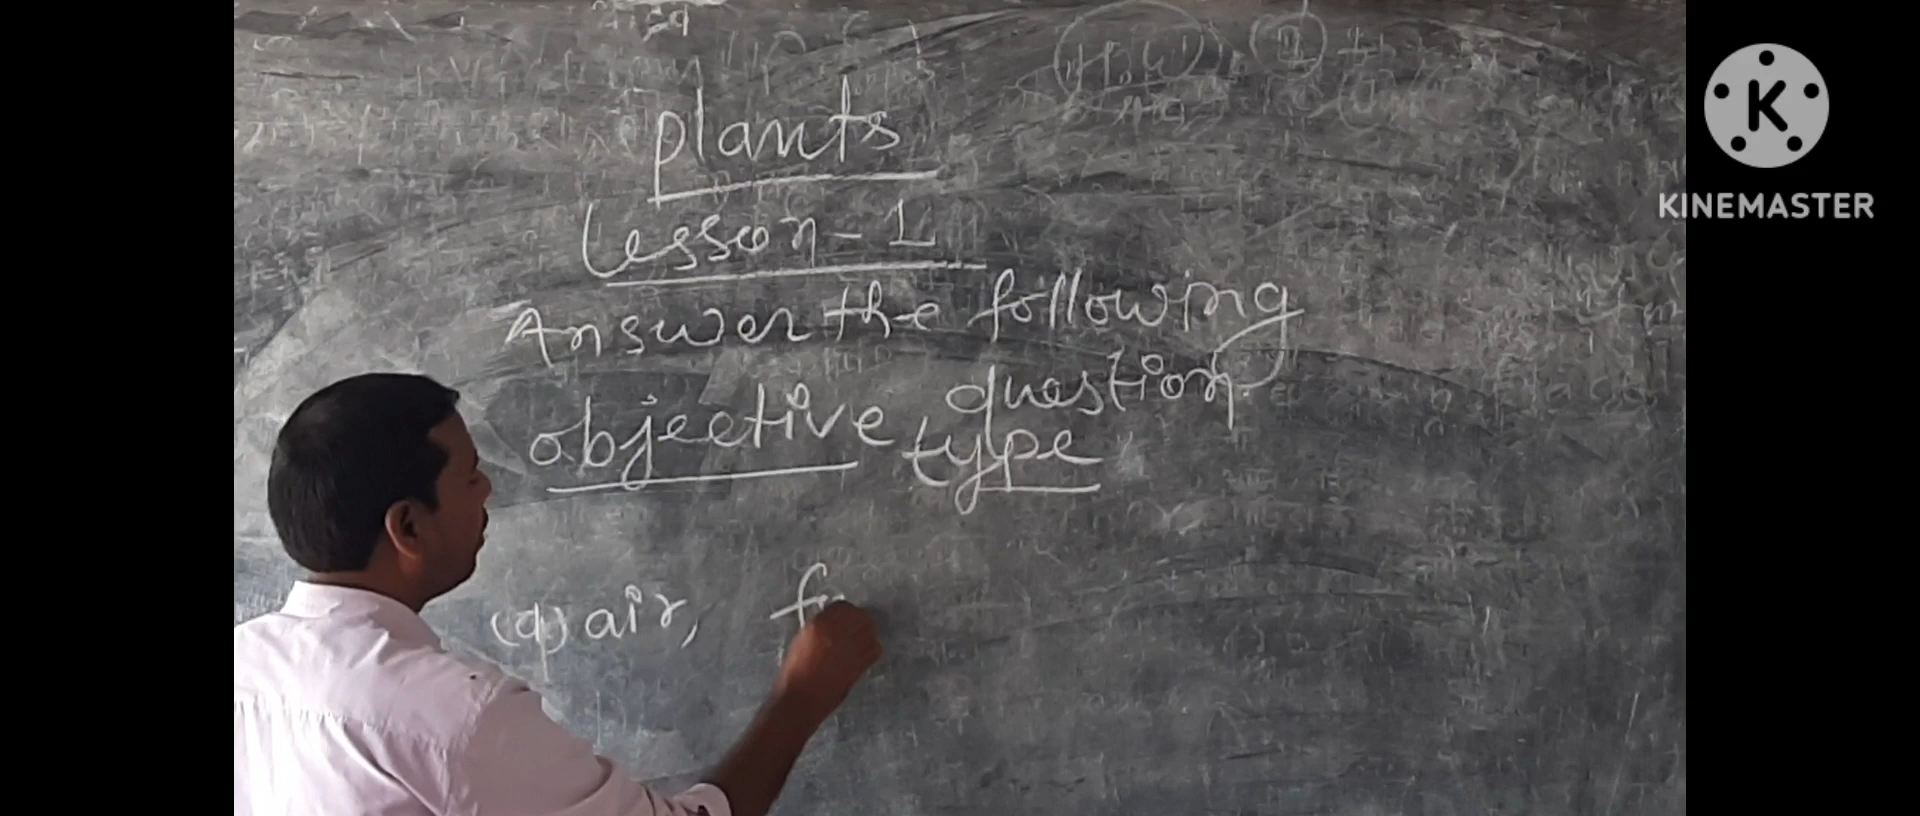 plants
Lesson-1
Answer the following
question
objective type
(a) air, f
KINEMASTER